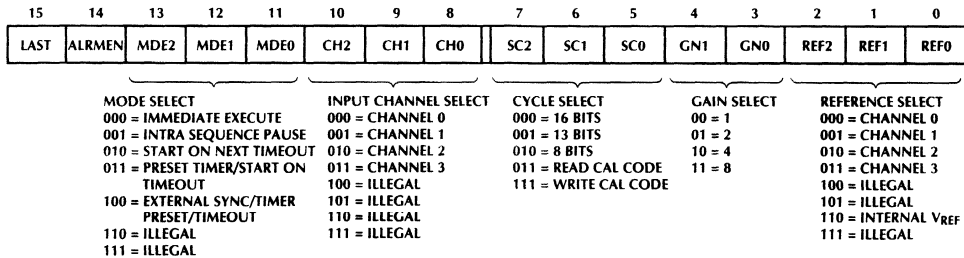 15 14 13 12 11 10 9 8 7 6 5 4 3 2 1 0
LAST ALRMEN MDE2 MDE1 MDE0 CH2 CH1 CH0 SC2 SC1 SC0 GN1 GN0 REF2 REF1 REF0
MODE SELECT
000 = IMMEDIATE EXECUTE
001 = INTRA SEQUENCE PAUSE
010 = START ON NEXT TIMEOUT
011 = PRESET TIMER/START ON
TIMEOUT
100 = EXTERNAL SYNC/TIMER
PRESET/TIMEOUT
110 = ILLEGAL
111 = ILLEGAL
INPUT CHANNEL SELECT
000 = CHANNEL 0
001 = CHANNEL 1
010 = CHANNEL 2
011 = CHANNEL 3
100 = ILLEGAL
101 = ILLEGAL
110 = ILLEGAL
111 = ILLEGAL
CYCLE SELECT
000 = 16 BITS
001 = 13 BITS
010 = 8 BITS
011 = READ CAL CODE
111 = WRITE CAL CODE
GAIN SELECT
00 = 1
01 = 2
10 = 4
11 = 8
REFERENCE SELECT
000 = CHANNEL 0
001 = CHANNEL 1
010 = CHANNEL 2
011 = CHANNEL 3
100 = ILLEGAL
101 = ILLEGAL
110 = INTERNAL VREF
111 = ILLEGAL